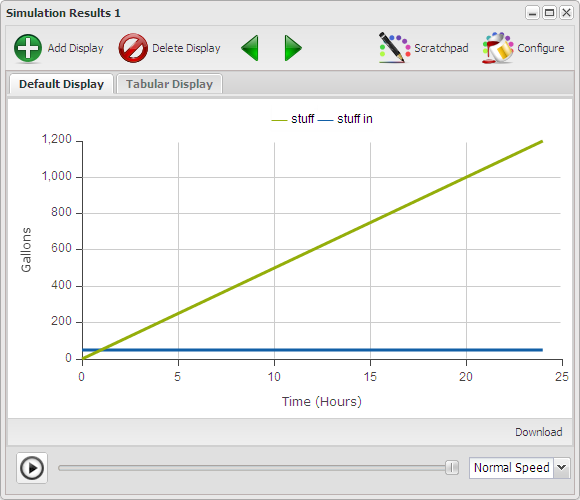 Simulation Results 1
Add Display Delete Display Scratchpad Configure
Default Display Tabular Display
stuff stuff in
1,200
1,000
800
600
400
200
0
Gallons
0 5 10 15 20 25
Time (Hours)
Download
Normal Speed